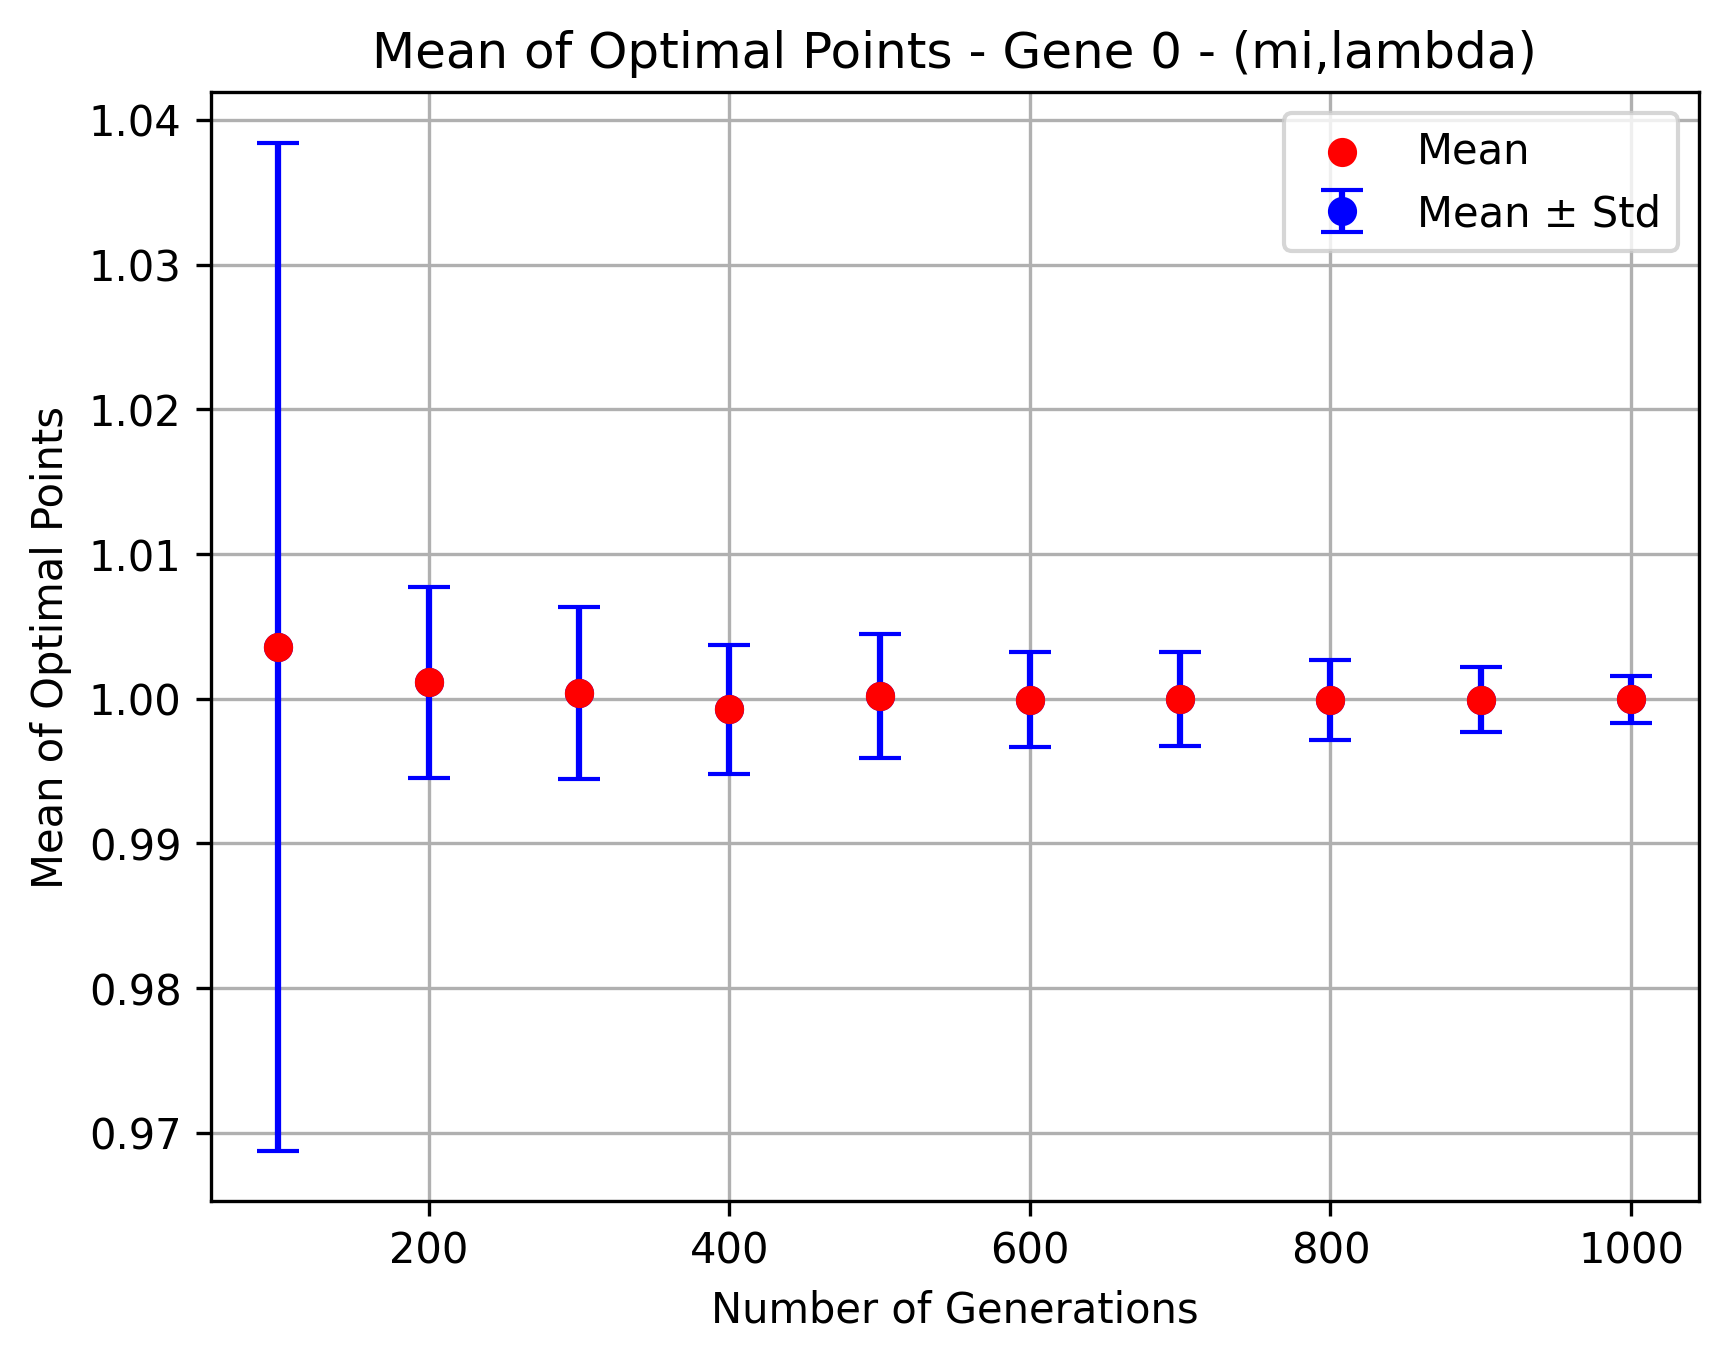 Mean of Optimal Points - Gene 0 - (mi,lambda)
Mean
Mean ± Std
1.04
1.03
1.02
1.01
1.00
0.99
0.98
0.97
Mean of Optimal Points
200 400 600 800 1000
Number of Generations